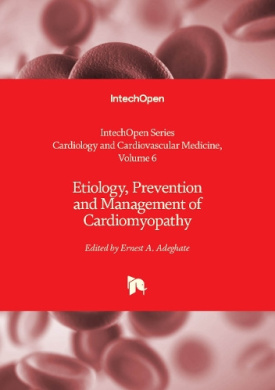 IntechOpen
IntechOpen Series
Cardiology and Cardiovascular Medicine,
Volume 6
Etiology, Prevention
and Management of
Cardiomyopathy
Edited by Ernest A. Adeghate